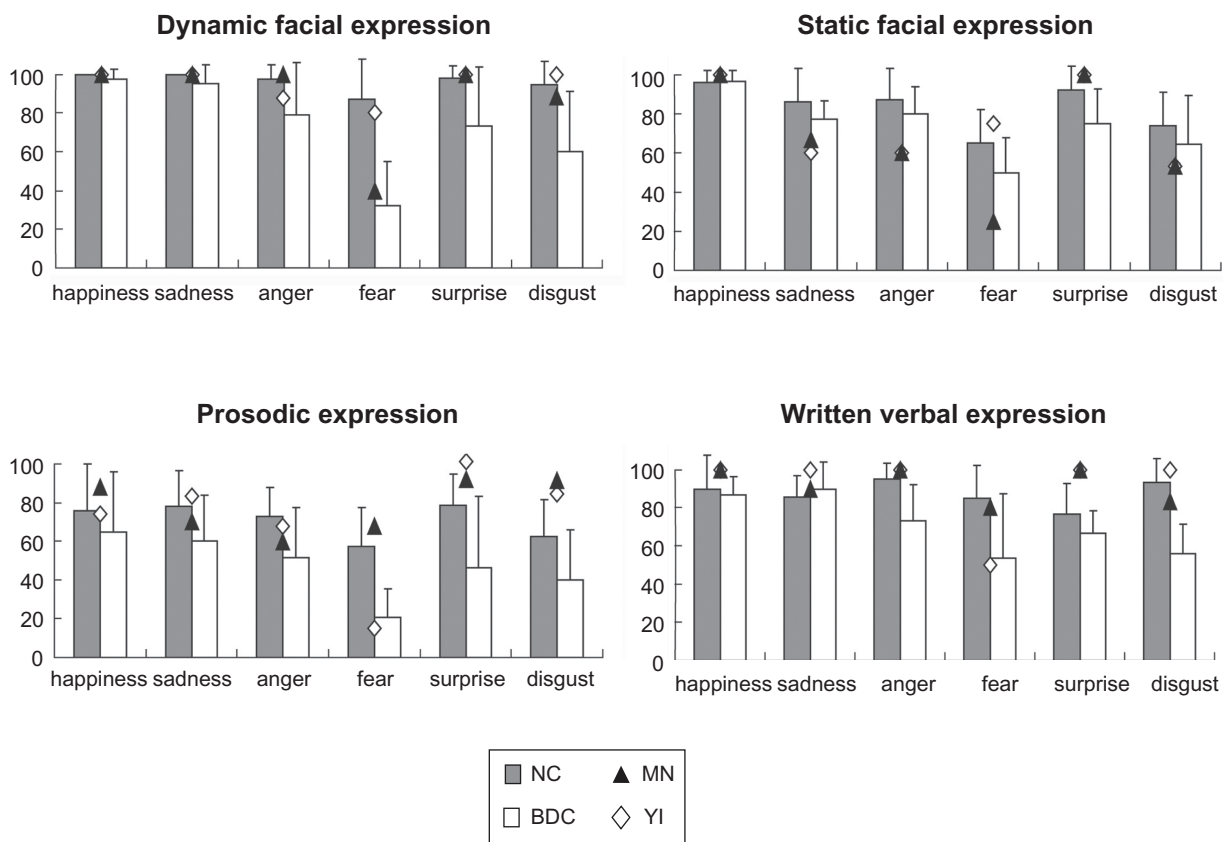 Dynamic facial expression
100
80
60
40
20
0
happiness sadness anger fear surprise disgust
Static facial expression
100
80
60
40
20
0
happiness sadness anger fear surprise disgust
Prosodic expression
100
80
60
40
20
0
happiness sadness anger fear surprise disgust
Written verbal expression
100
80
60
40
20
0
happiness sadness anger fear surprise disgust
NC MN
BDC YI